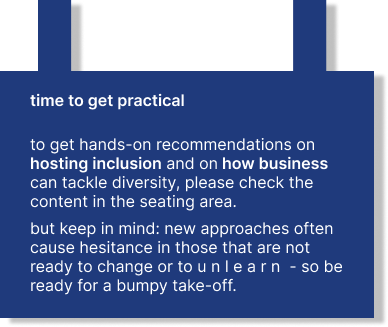 time to get practical
to get hands-on recommendations on
hosting inclusion and on how business
can tackle diversity, please check the
content in the seating area.
but keep in mind: new approaches often
cause hesitance in those that are not
ready to change or to u n l e a r n  - so be
ready for a bumpy take-off.